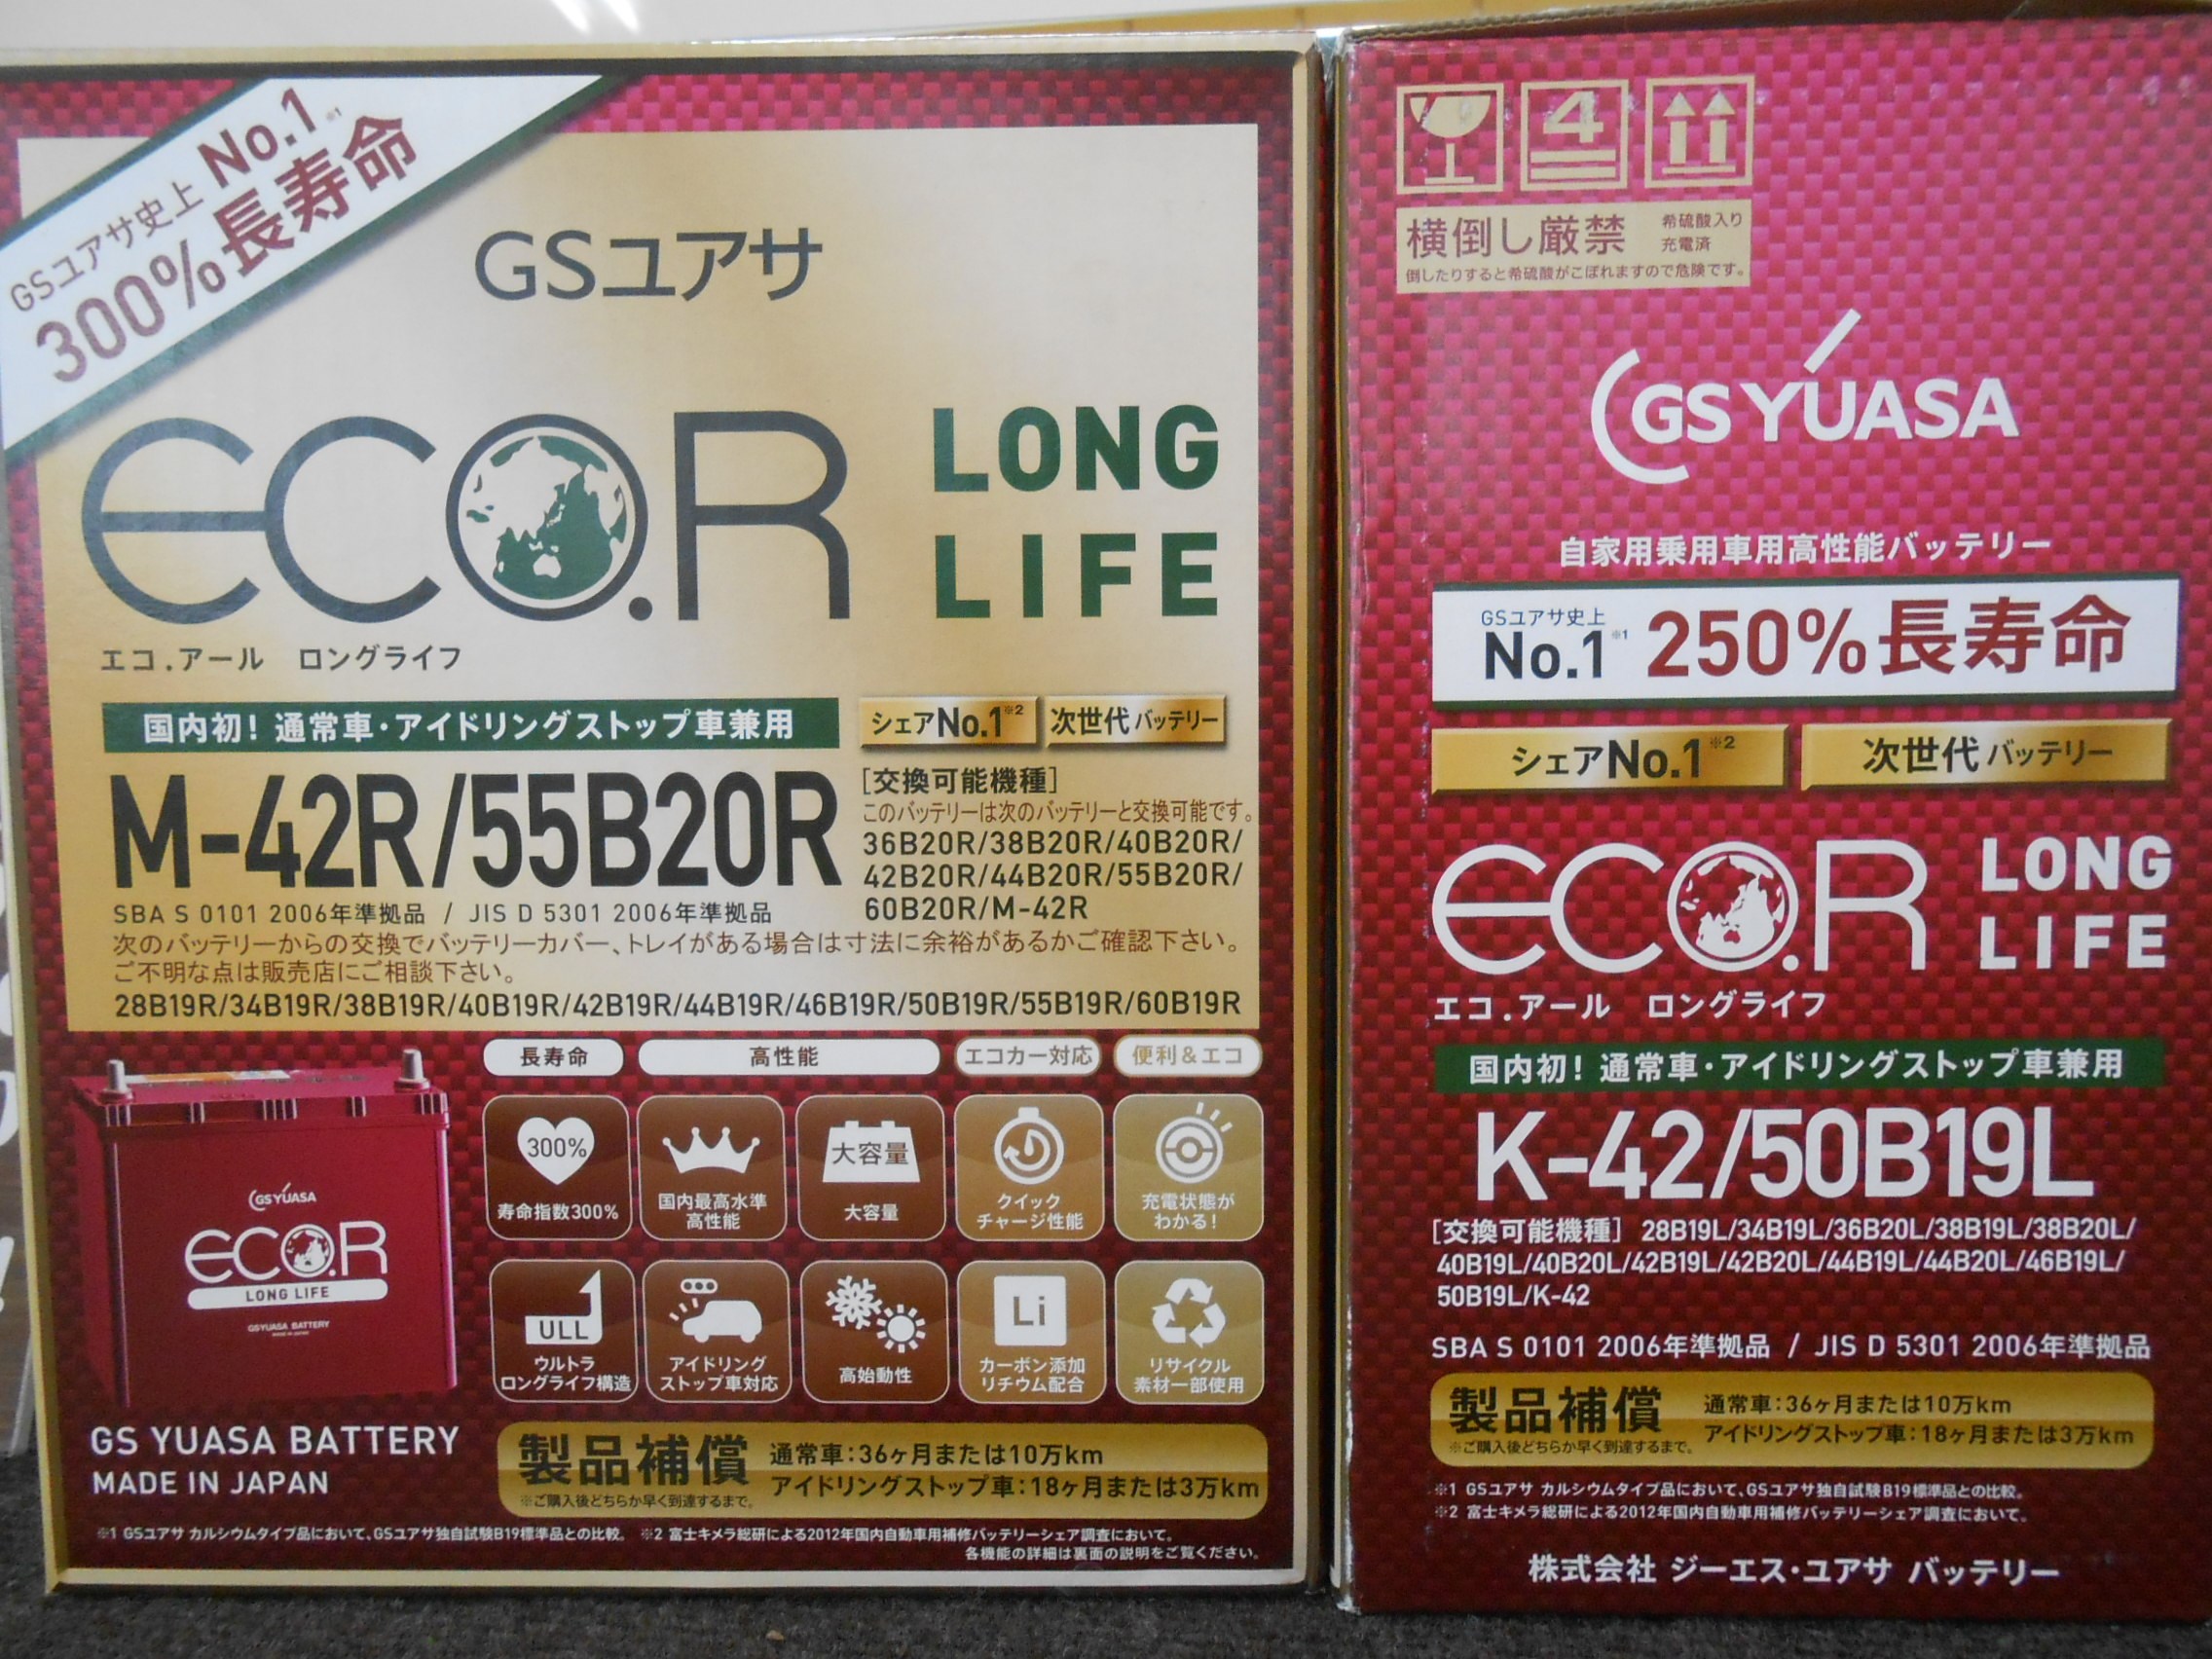 GSユアサ史上 No.1 ※1
300%長寿命
GSユアサ
eco.R LONG
LIFE
エコ.アール ロングライフ
国内初! 通常車・アイドリングストップ車兼用
シェアNo.1※2 次世代バッテリー
M-42R/55B20R
[交換可能機種]
このバッテリーは次のバッテリーと交換可能です。
36B20R/38B20R/40B20R/
42B20R/44B20R/55B20R/
60B20R/M-42R
SBA S 0101 2006年準拠品 / JIS D 5301 2006年準拠品
次のバッテリーからの交換でバッテリーカバー、トレイがある場合は寸法に余裕があるかご確認下さい。
ご不明な点は販売店にご相談下さい。
28B19R/34B19R/38B19R/40B19R/42B19R/44B19R/46B19R/50B19R/55B19R/60B19R
長寿命 高性能 エコカー対応 便利&エコ
300%
寿命指数300%
国内最高水準
高性能
大容量
大容量
クイック
チャージ性能
充電状態が
わかる!
ULL
ウルトラ
ロングライフ構造
アイドリング
ストップ車対応
高始動性
Li
カーボン添加
リチウム配合
リサイクル
素材一部使用
GS YUASA
eco.R
LONG LIFE
GS YUASA BATTERY
MADE IN JAPAN
GS YUASA BATTERY
MADE IN JAPAN
製品補償
※ご購入後どちらか早く到達するまで。
通常車:36ヶ月または10万km
アイドリングストップ車:18ヶ月または3万km
※1 GSユアサ カルシウムタイプ品において、GSユアサ独自試験B19標準品との比較。 ※2 富士キメラ総研による2012年国内自動車用補修バッテリーシェア調査において。
各機能の詳細は裏面の説明をご覧ください。
4
横倒し厳禁
希硫酸入り
充電済
倒したりすると希硫酸がこぼれますので危険です。
GS YUASA
自家用乗用車用高性能バッテリー
GSユアサ史上
No.1※1 250%長寿命
シェアNo.1※2 次世代バッテリー
eco.R LONG
LIFE
エコ.アール ロングライフ
国内初! 通常車・アイドリングストップ車兼用
K-42/50B19L
[交換可能機種] 28B19L/34B19L/36B20L/38B19L/38B20L/
40B19L/40B20L/42B19L/42B20L/44B19L/44B20L/46B19L/
50B19L/K-42
SBA S 0101 2006年準拠品 / JIS D 5301 2006年準拠品
製品補償
※ご購入後どちらか早く到達するまで。
通常車:36ヶ月または10万km
アイドリングストップ車:18ヶ月または3万km
※1 GSユアサ カルシウムタイプ品において、GSユアサ独自試験B19標準品との比較。
※2 富士キメラ総研による2012年国内自動車用補修バッテリーシェア調査において。
株式会社 ジーエス・ユアサ バッテリー